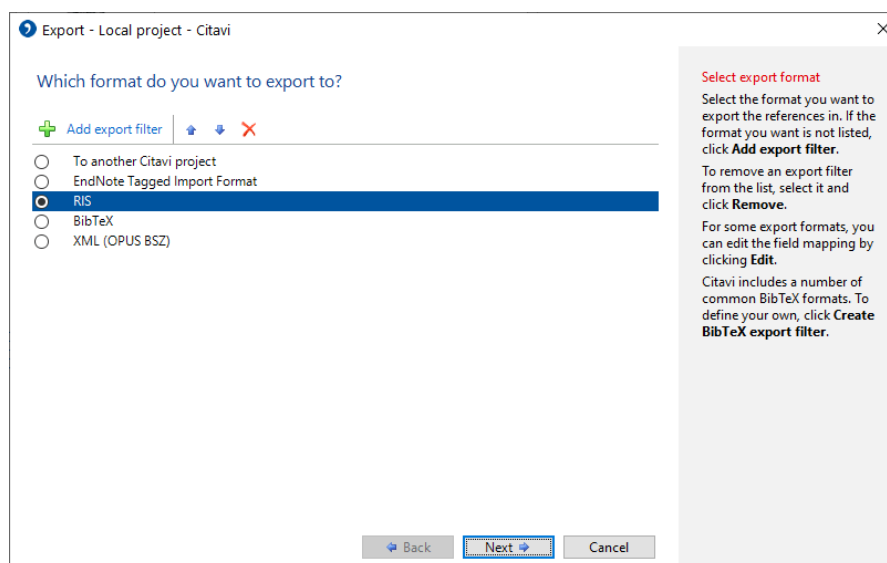 Export - Local project - Citavi
Which format do you want to export to?
Add export filter
To another Citavi project
EndNote Tagged Import Format
RIS
BibTeX
XML (OPUS BSZ)
Back
Next
Cancel
Select export format
Select the format you want to
export the references in. If the
format you want is not listed,
click Add export filter.
To remove an export filter
from the list, select it and
click Remove.
For some export formats, you
can edit the field mapping by
clicking Edit.
Citavi includes a number of
common BibTeX formats. To
define your own, click Create
BibTeX export filter.